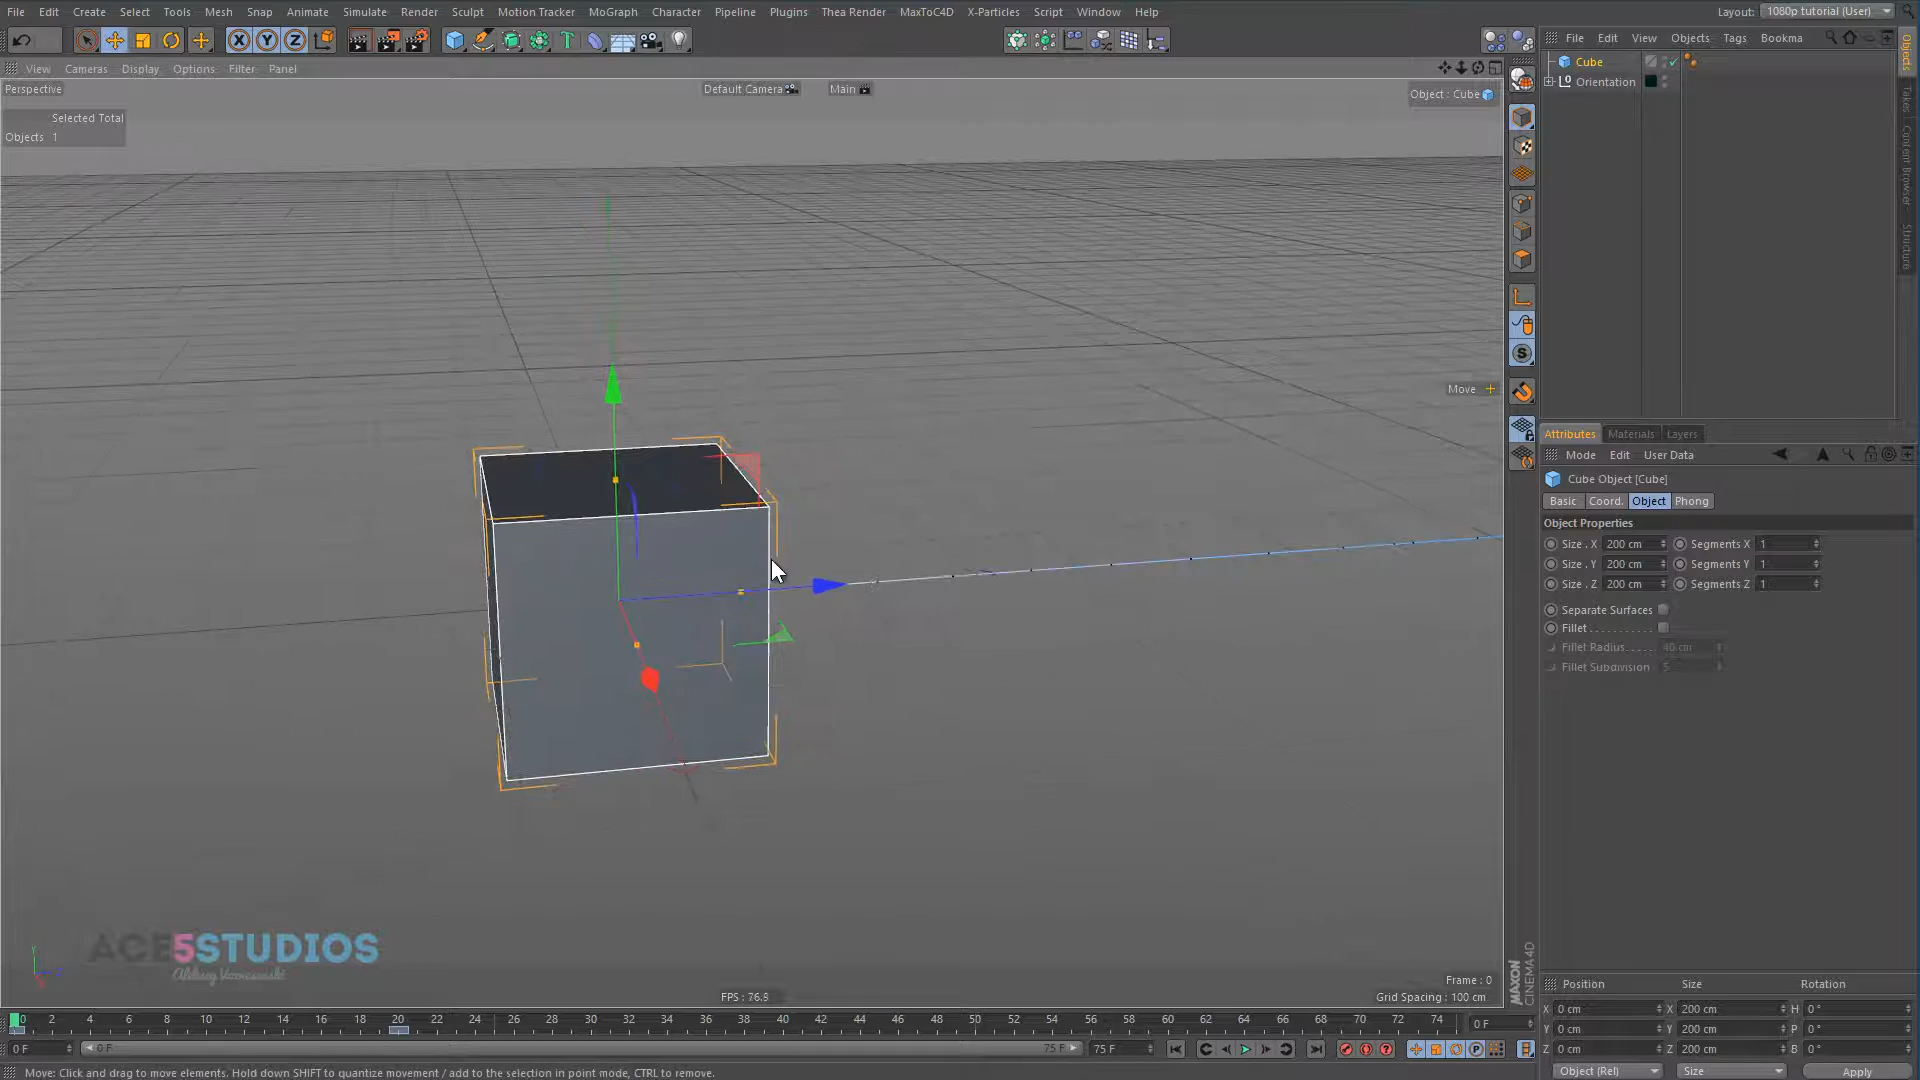 File Edit Create Select Tools Mesh Snap Animate Simulate Render Sculpt Motion Tracker MoGraph Character Pipeline Plugins Thea Render MaxToC4D X-Particles Script Window Help Layout: 1080p tutorial (User)
File Edit View Objects Tags Bookma
View Cameras Display Options Filter Panel
Perspective Default Camera Main Object : Cube
Selected Total
Objects 1
Cube
Orientation
Objects
Takes
Content Browser
Structure
Move
Attributes Materials Layers
Mode Edit User Data
Cube Object [Cube]
Basic Coord. Object Phong
Object Properties
Size . X 200 cm Segments X 1
Size . Y 200 cm Segments Y 1
Size . Z 200 cm Segments Z 1
Separate Surfaces
Fillet
Fillet Radius 40 cm
Fillet Subdivision 5
ACE5STUDIOS
Frame : 0
FPS : 76.9
Grid Spacing : 100 cm
MAXON
CINEMA 4D
Position Size Rotation
X 0 cm X 200 cm H 0 °
Y 0 cm Y 200 cm P 0 °
Z 0 cm Z 200 cm B 0 °
Object (Rel) Size Apply
0 2 4 6 8 10 12 14 16 18 20 22 24 26 28 30 32 34 36 38 40 42 44 46 48 50 52 54 56 58 60 62 64 66 68 70 72 74 0 F
0 F 0 F 75 F 75 F
Move: Click and drag to move elements. Hold down SHIFT to quantize movement / add to the selection in point mode, CTRL to remove.